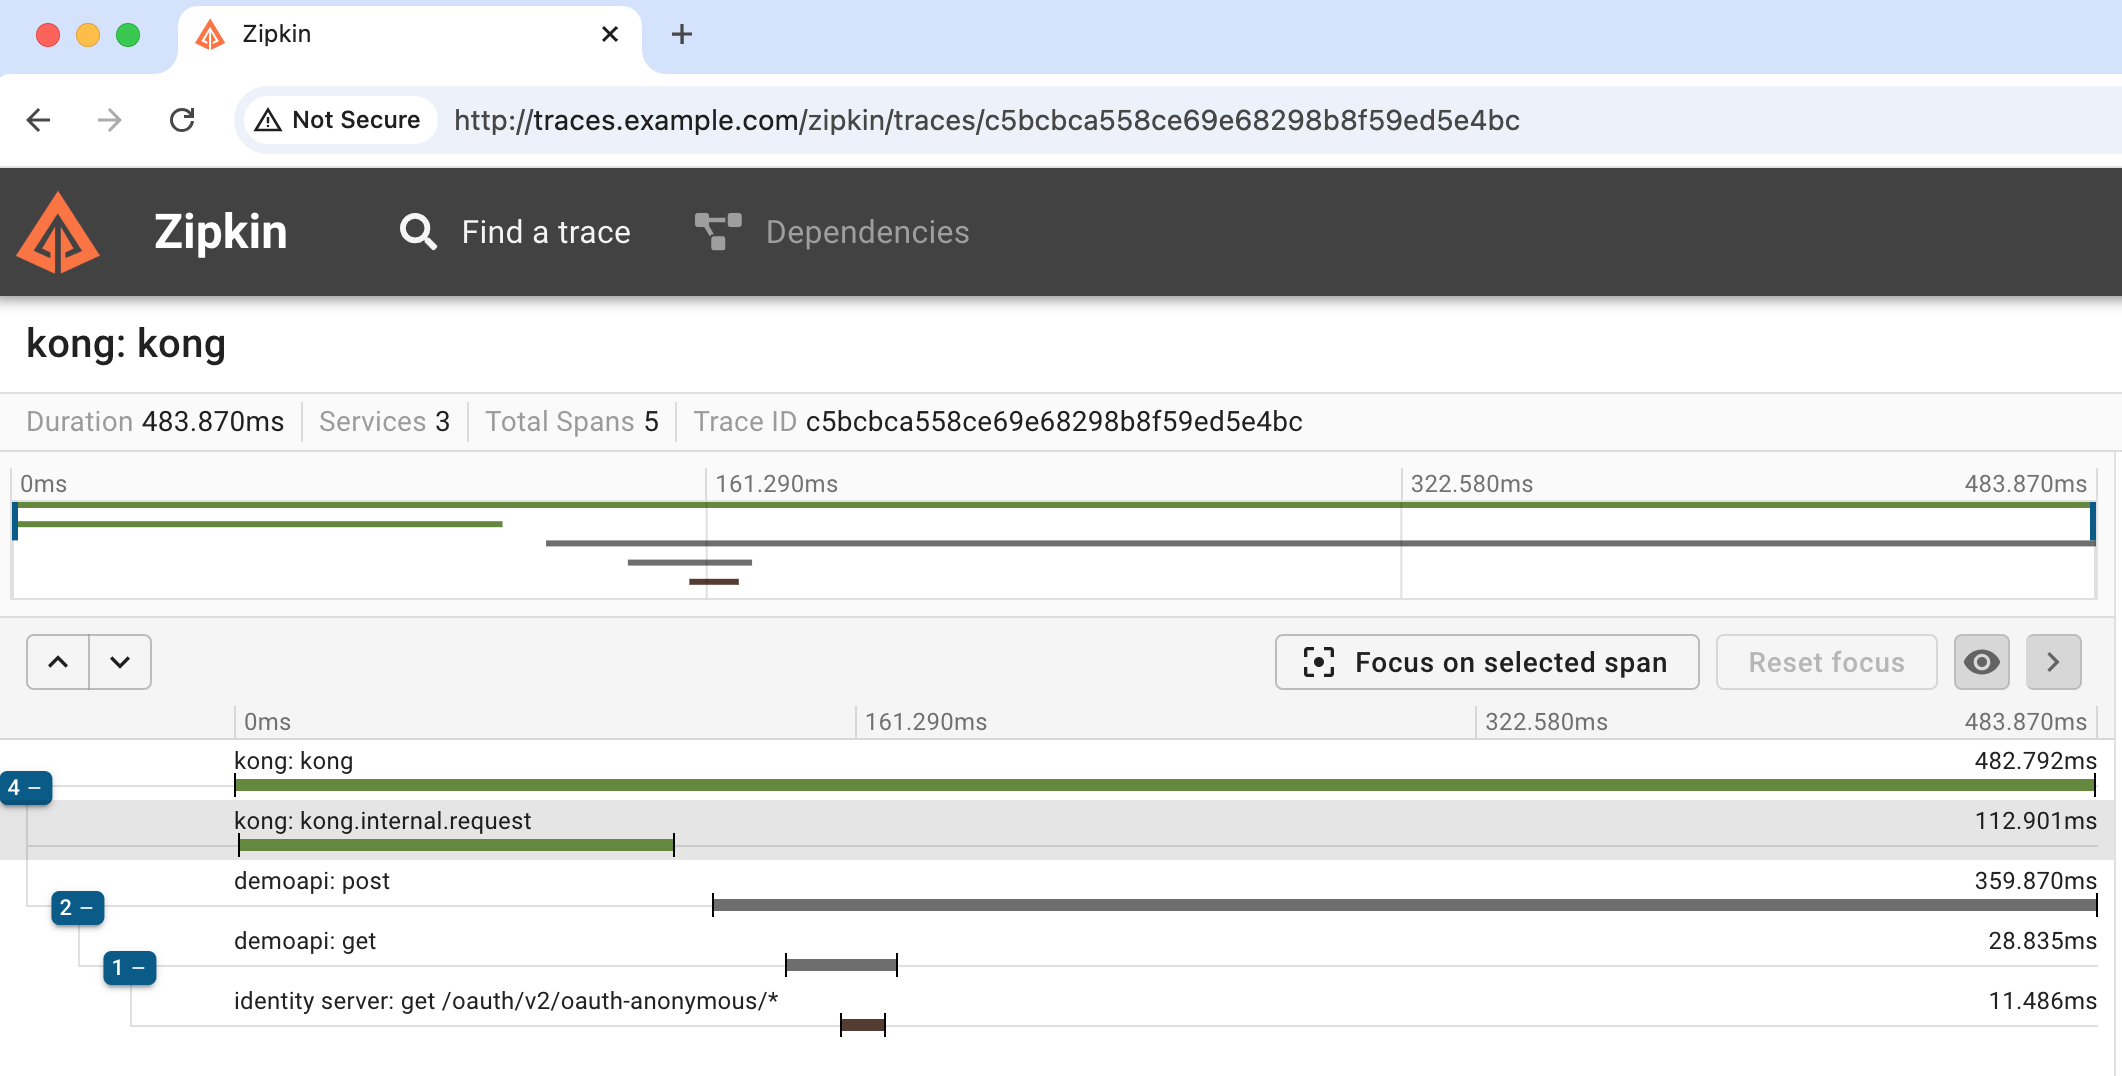 Zipkin
Not Secure http://traces.example.com/zipkin/traces/c5bcbca558ce69e68298b8f59ed5e4bc
Zipkin Find a trace Dependencies
kong: kong
Duration 483.870ms Services 3 Total Spans 5 Trace ID c5bcbca558ce69e68298b8f59ed5e4bc
0ms 161.290ms 322.580ms 483.870ms
Focus on selected span Reset focus
0ms 161.290ms 322.580ms 483.870ms
kong: kong 482.792ms
4 –
kong: kong.internal.request 112.901ms
demoapi: post 359.870ms
2 –
demoapi: get 28.835ms
1 –
identity server: get /oauth/v2/oauth-anonymous/* 11.486ms